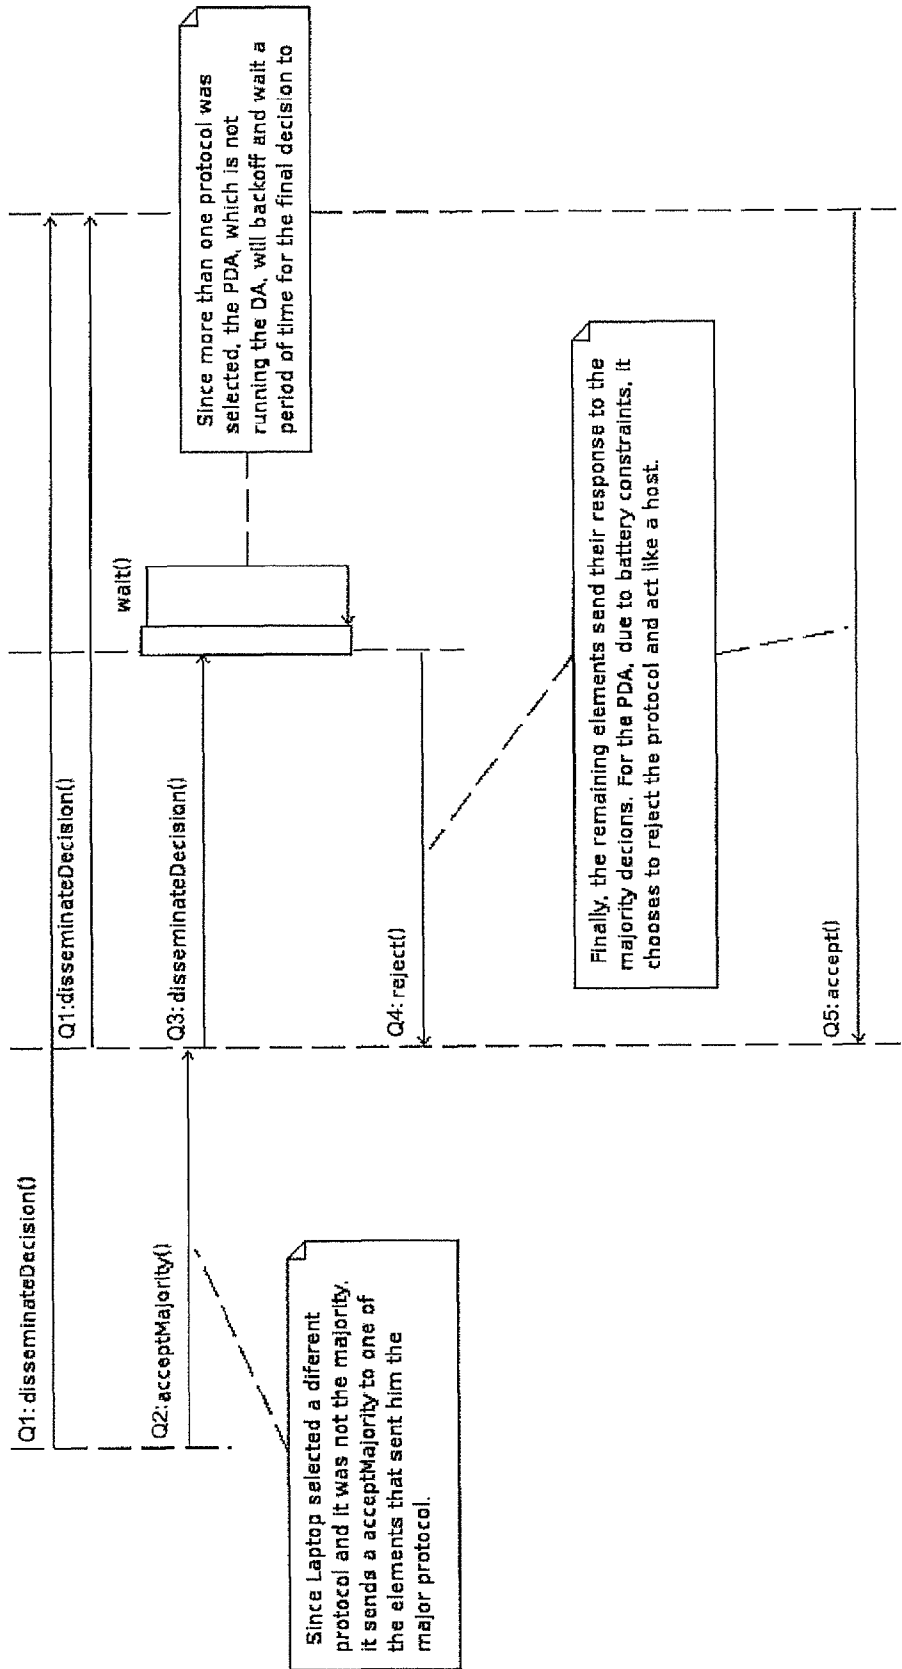 Q1: disseminateDecision()
Q1:disseminateDecision()
Q2:acceptMajority()
Q3: disseminateDecision()
wait()
Since more than one protocol was
selected, the PDA, which is not
running the DA, will backoff and wait a
period of time for the final decision to
Since Laptop selected a diferent
protocol and it was not the majority,
it sends a acceptMajority to one of
the elements that sent him the
major protocol.
Q4: reject()
Finally, the remaining elements send their response to the
majority decions. For the PDA, due to battery constraints, it
chooses to reject the protocol and act like a host.
Q5: accept()